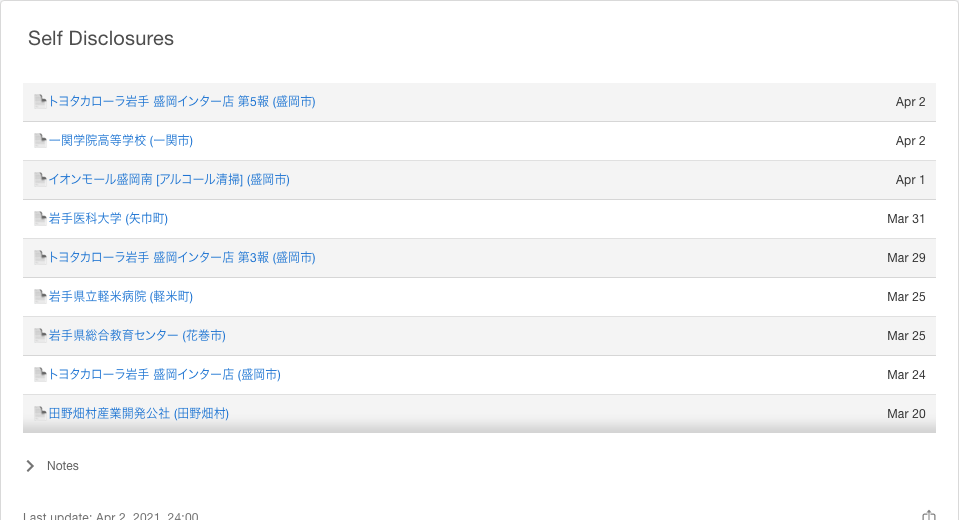 Self Disclosures
トヨタカローラ岩手 盛岡インター店 第5報 (盛岡市) Apr 2
一関学院高等学校 (一関市) Apr 2
イオンモール盛岡南 [アルコール清掃] (盛岡市) Apr 1
岩手医科大学 (矢巾町) Mar 31
トヨタカローラ岩手 盛岡インター店 第3報 (盛岡市) Mar 29
岩手県立軽米病院 (軽米町) Mar 25
岩手県総合教育センター (花巻市) Mar 25
トヨタカローラ岩手 盛岡インター店 (盛岡市) Mar 24
田野畑村産業開発公社 (田野畑村) Mar 20
Notes
Last update: Apr 2, 2021, 24:00